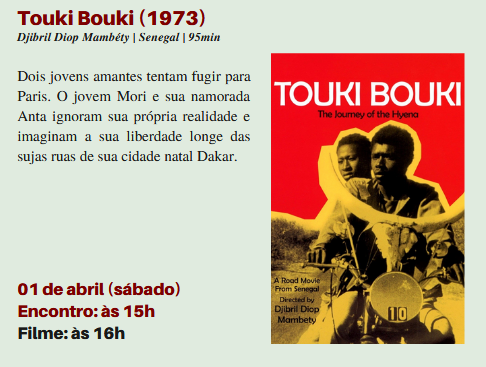 Touki Bouki (1973)
Djibril Diop Mambéty | Senegal | 95min
Dois jovens amantes tentam fugir para
Paris. O jovem Mori e sua namorada
Anta ignoram sua própria realidade e
imaginam a sua liberdade longe das
sujas ruas de sua cidade natal Dakar.
01 de abril (sábado)
Encontro: às 15h
Filme: às 16h
TOUKI BOUKI
The Journey of the Hyena
A Road Movie
From Senegal
Directed by
Djibril Diop
Mambety
10